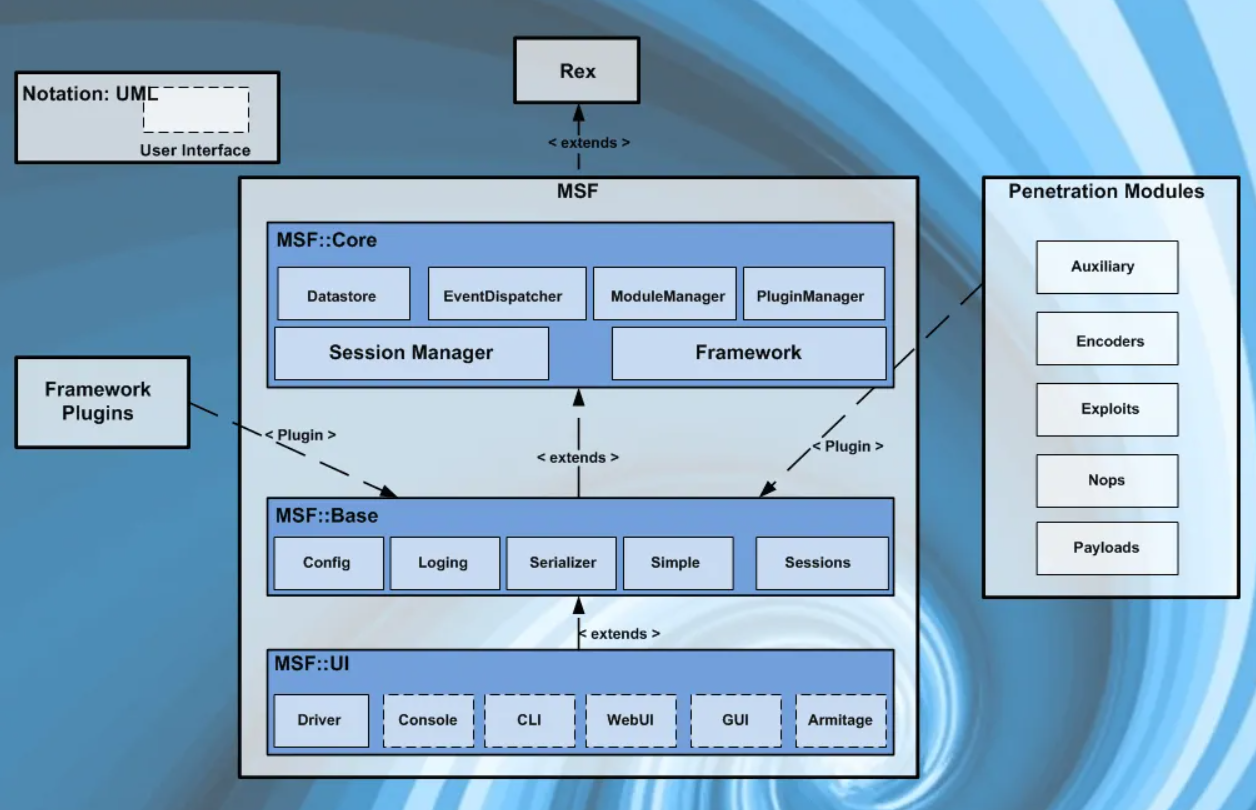 Rex
Notation: UML
User Interface
< extends >
MSF
Penetration Modules
MSF::Core
Datastore
EventDispatcher
ModuleManager
PluginManager
Session Manager
Framework
Auxiliary
Encoders
Exploits
Nops
Payloads
Framework
Plugins
< Plugin >
< extends >
< Plugin >
MSF::Base
Config
Loging
Serializer
Simple
Sessions
< extends >
MSF::UI
Driver
Console
CLI
WebUI
GUI
Armitage